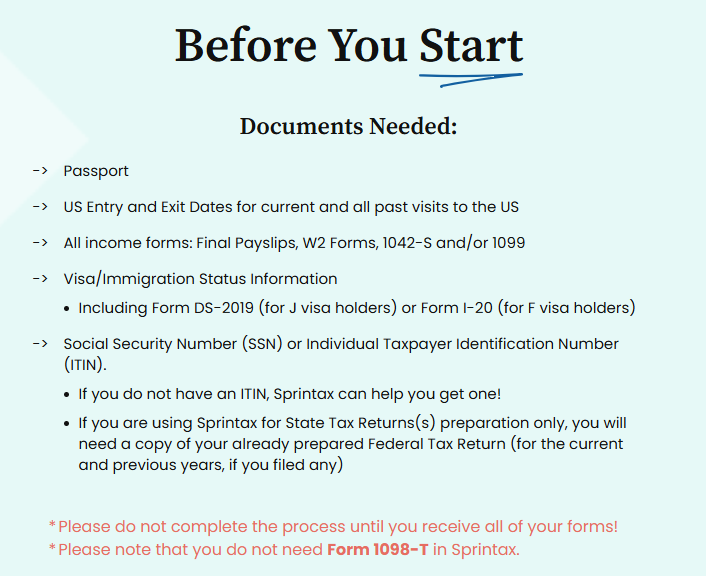 Before You Start
Documents Needed:
-> Passport
-> US Entry and Exit Dates for current and all past visits to the US
-> All income forms: Final Payslips, W2 Forms, 1042-S and/or 1099
-> Visa/Immigration Status Information
• Including Form DS-2019 (for J visa holders) or Form I-20 (for F visa holders)
-> Social Security Number (SSN) or Individual Taxpayer Identification Number
(ITIN).
• If you do not have an ITIN, Sprintax can help you get one!
• If you are using Sprintax for State Tax Returns(s) preparation only, you will
need a copy of your already prepared Federal Tax Return (for the current
and previous years, if you filed any)
*Please do not complete the process until you receive all of your forms!
*Please note that you do not need Form 1098-T in Sprintax.